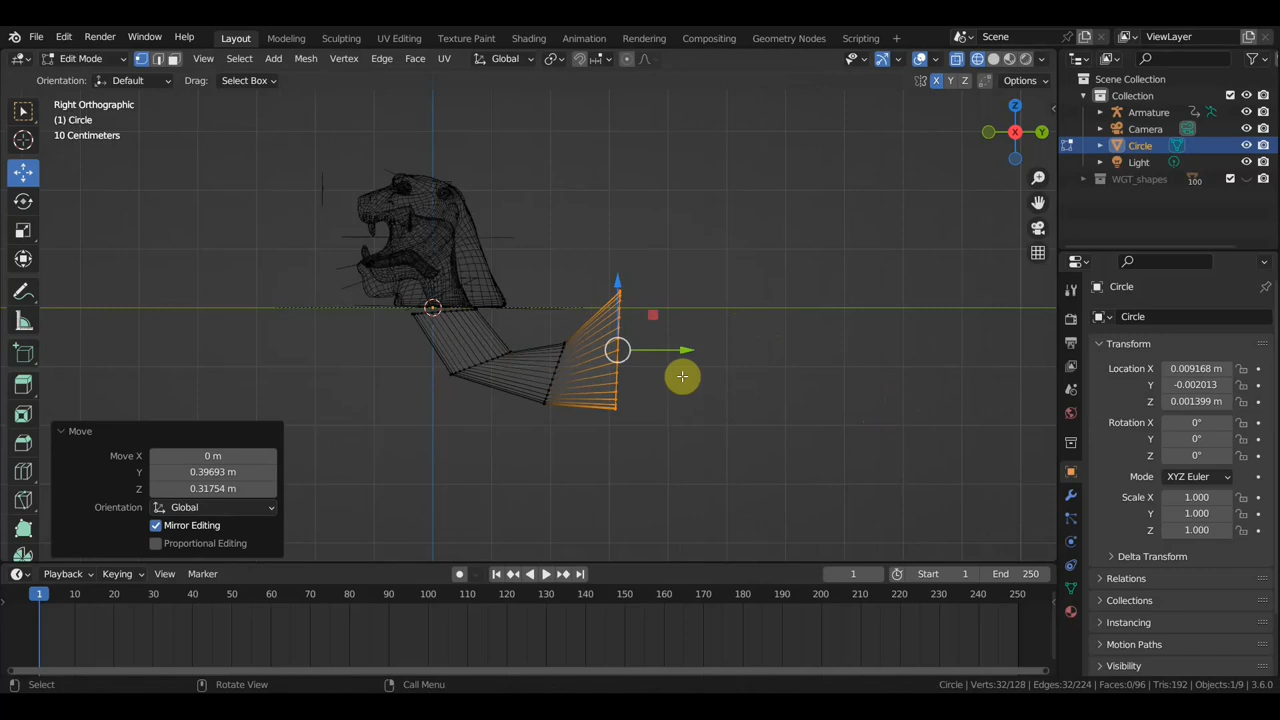 File Edit Render Window Help Layout Modeling Sculpting UV Editing Texture Paint Shading Animation Rendering Compositing Geometry Nodes Scripting Scene ViewLayer
Edit Mode View Select Add Mesh Vertex Edge Face UV Global
Orientation: Default Drag: Select Box X Y Z Options
Right Orthographic
(1) Circle
10 Centimeters
Z
X
Y
Scene Collection
Collection
Armature
Camera
Circle
Light
WGT_shapes 100
Move
Move X 0 m
Y 0.39693 m
Z 0.31754 m
Orientation Global
Mirror Editing
Proportional Editing
Circle
Circle
Transform
Location X 0.009168 m
Y -0.002013
Z 0.001399 m
Rotation X 0°
Y 0°
Z 0°
Mode XYZ Euler
Scale X 1.000
Y 1.000
Z 1.000
Delta Transform
Relations
Collections
Instancing
Motion Paths
Visibility
Playback Keying View Marker 1 Start 1 End 250
1 10 20 30 40 50 60 70 80 90 100 110 120 130 140 150 160 170 180 190 200 210 220 230 240 250
Select Rotate View Call Menu Circle | Verts:32/128 | Edges:32/224 | Faces:0/96 | Tris:192 | Objects:1/9 | 3.6.0